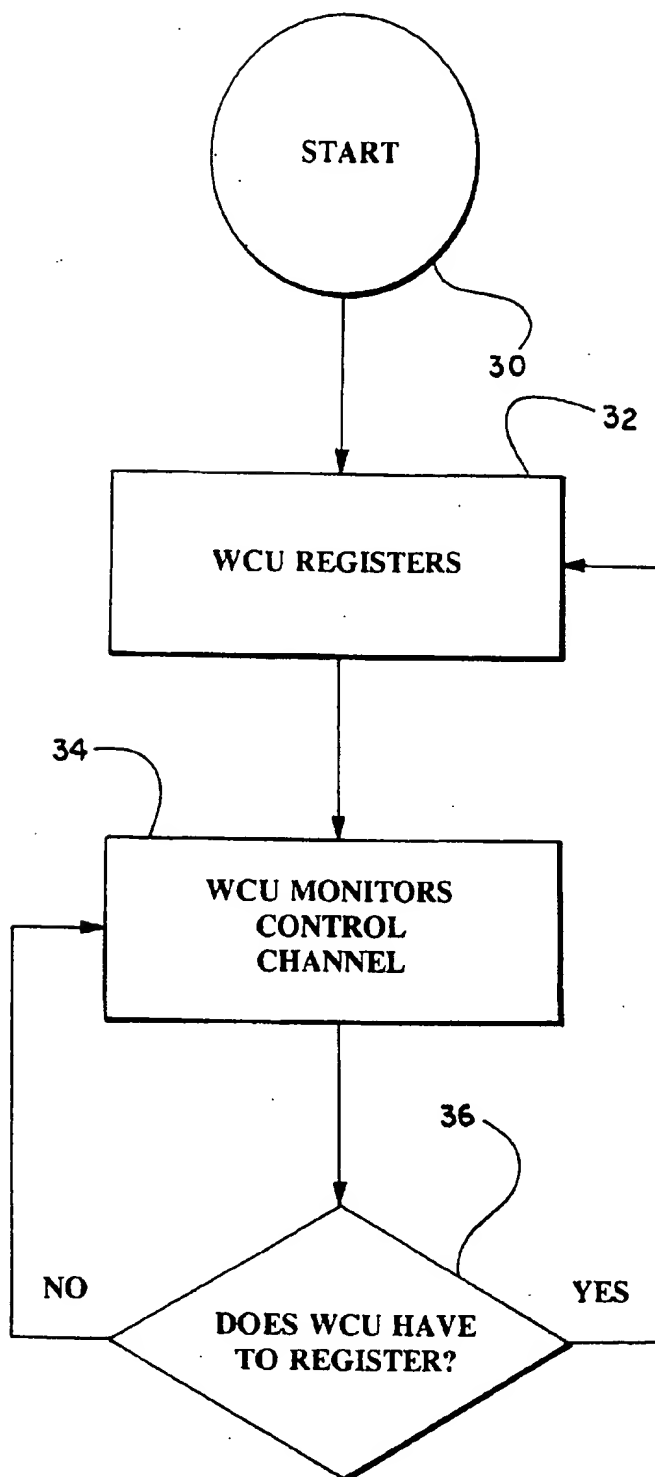 START
30
32
WCU REGISTERS
34
WCU MONITORS
CONTROL
CHANNEL
36
NO
YES
DOES WCU HAVE
TO REGISTER?